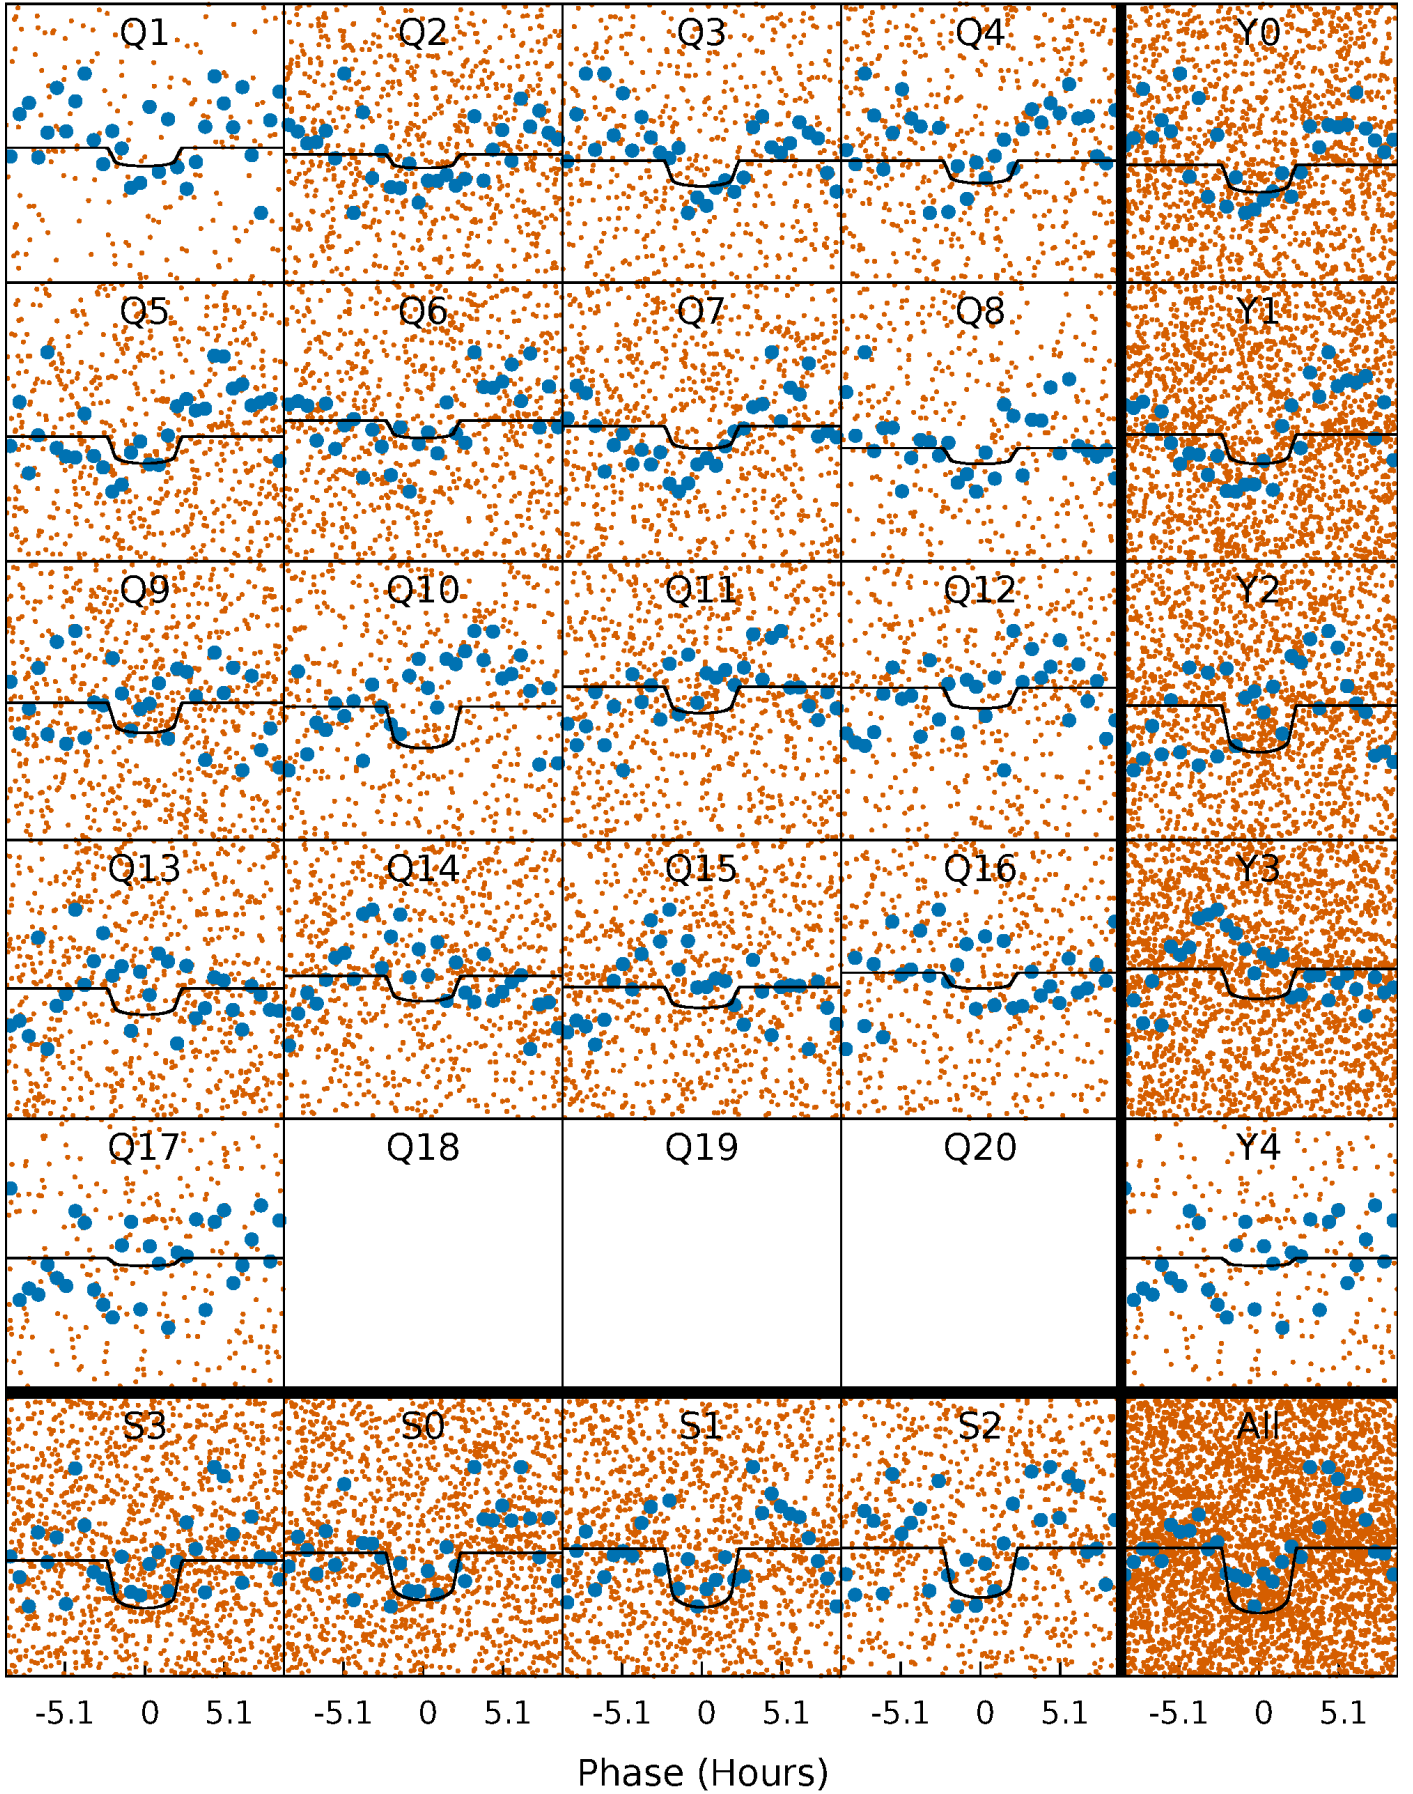 Q1 Q2 Q3 Q4 Y0
Q5 Q6 Q7 Q8 Y1
Q9 Q10 Q11 Q12 Y2
Q13 Q14 Q15 Q16 Y3
Q17 Q18 Q19 Q20 Y4
S3 S0 S1 S2 All
-5.1 0 5.1 -5.1 0 5.1 -5.1 0 5.1 -5.1 0 5.1 -5.1 0 5.1
Phase (Hours)